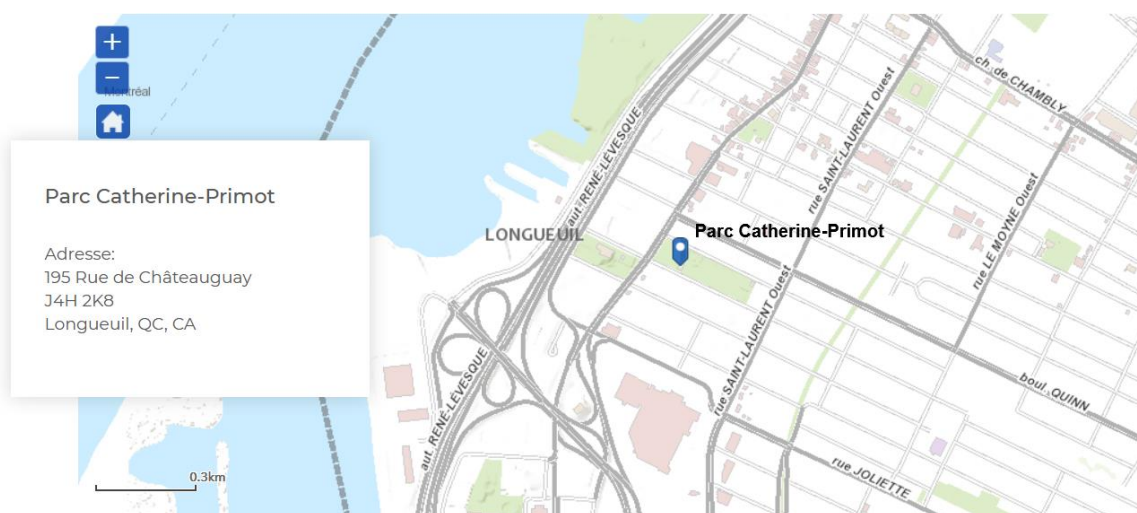 +
−
Montréal
Parc Catherine-Primot
Adresse:
195 Rue de Châteauguay
J4H 2K8
Longueuil, QC, CA
0.3km
LONGUEUIL
aut. RENÉ-LÉVESQUE
aut. RENÉ-LÉVESQUE
Parc Catherine-Primot
rue SAINT-LAURENT Ouest
rue SAINT-LAURENT Ouest
ch. de CHAMBLY
rue LE MOYNE Ouest
boul. QUINN
rue JOLIETTE